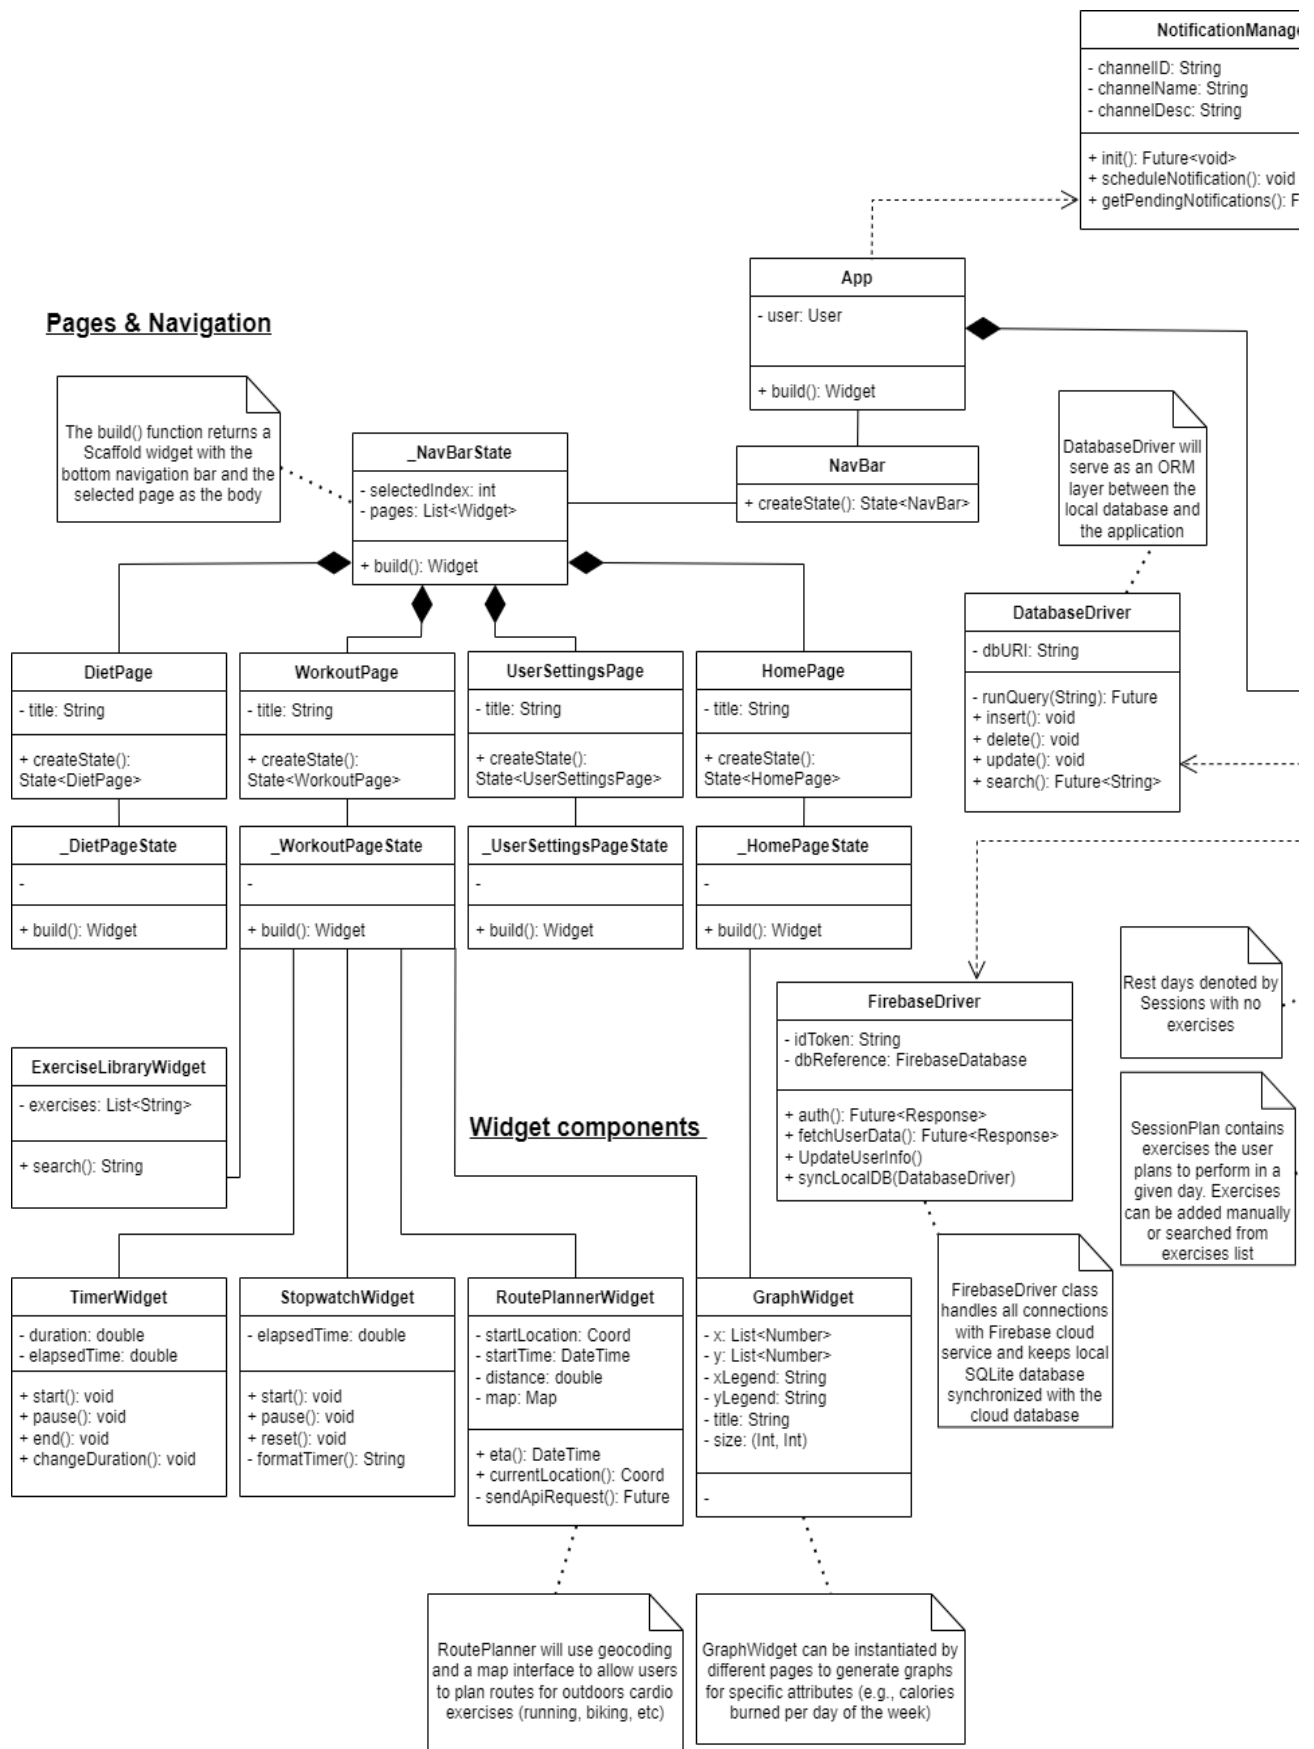 NotificationManage
- channelID: String
- channelName: String
- channelDesc: String
+ init(): Future<void>
+ scheduleNotification(): void
+ getPendingNotifications(): F
App
- user: User
+ build(): Widget
Pages & Navigation
The build() function returns a
Scaffold widget with the
bottom navigation bar and the
selected page as the body
_NavBarState
- selectedIndex: int
- pages: List<Widget>
+ build(): Widget
NavBar
+ createState(): State<NavBar>
DatabaseDriver will
serve as an ORM
layer between the
local database and
the application
DatabaseDriver
- dbURI: String
- runQuery(String): Future
+ insert(): void
+ delete(): void
+ update(): void
+ search(): Future<String>
DietPage
- title: String
+ createState():
State<DietPage>
WorkoutPage
- title: String
+ createState():
State<WorkoutPage>
UserSettingsPage
- title: String
+ createState():
State<UserSettingsPage>
HomePage
- title: String
+ createState():
State<HomePage>
_DietPageState
-
+ build(): Widget
_WorkoutPageState
-
+ build(): Widget
_UserSettingsPageState
-
+ build(): Widget
_HomePageState
-
+ build(): Widget
FirebaseDriver
- idToken: String
- dbReference: FirebaseDatabase
+ auth(): Future<Response>
+ fetchUserData(): Future<Response>
+ UpdateUserInfo()
+ syncLocalDB(DatabaseDriver)
Rest days denoted by
Sessions with no
exercises
SessionPlan contains
exercises the user
plans to perform in a
given day. Exercises
can be added manually
or searched from
exercises list
ExerciseLibraryWidget
- exercises: List<String>
+ search(): String
Widget components
FirebaseDriver class
handles all connections
with Firebase cloud
service and keeps local
SQLite database
synchronized with the
cloud database
TimerWidget
- duration: double
- elapsedTime: double
+ start(): void
+ pause(): void
+ end(): void
+ changeDuration(): void
StopwatchWidget
- elapsedTime: double
+ start(): void
+ pause(): void
+ reset(): void
- formatTimer(): String
RoutePlannerWidget
- startLocation: Coord
- startTime: DateTime
- distance: double
- map: Map
+ eta(): DateTime
+ currentLocation(): Coord
- sendApiRequest(): Future
GraphWidget
- x: List<Number>
- y: List<Number>
- xLegend: String
- yLegend: String
- title: String
- size: (Int, Int)
-
RoutePlanner will use geocoding
and a map interface to allow users
to plan routes for outdoors cardio
exercises (running, biking, etc)
GraphWidget can be instantiated by
different pages to generate graphs
for specific attributes (e.g., calories
burned per day of the week)